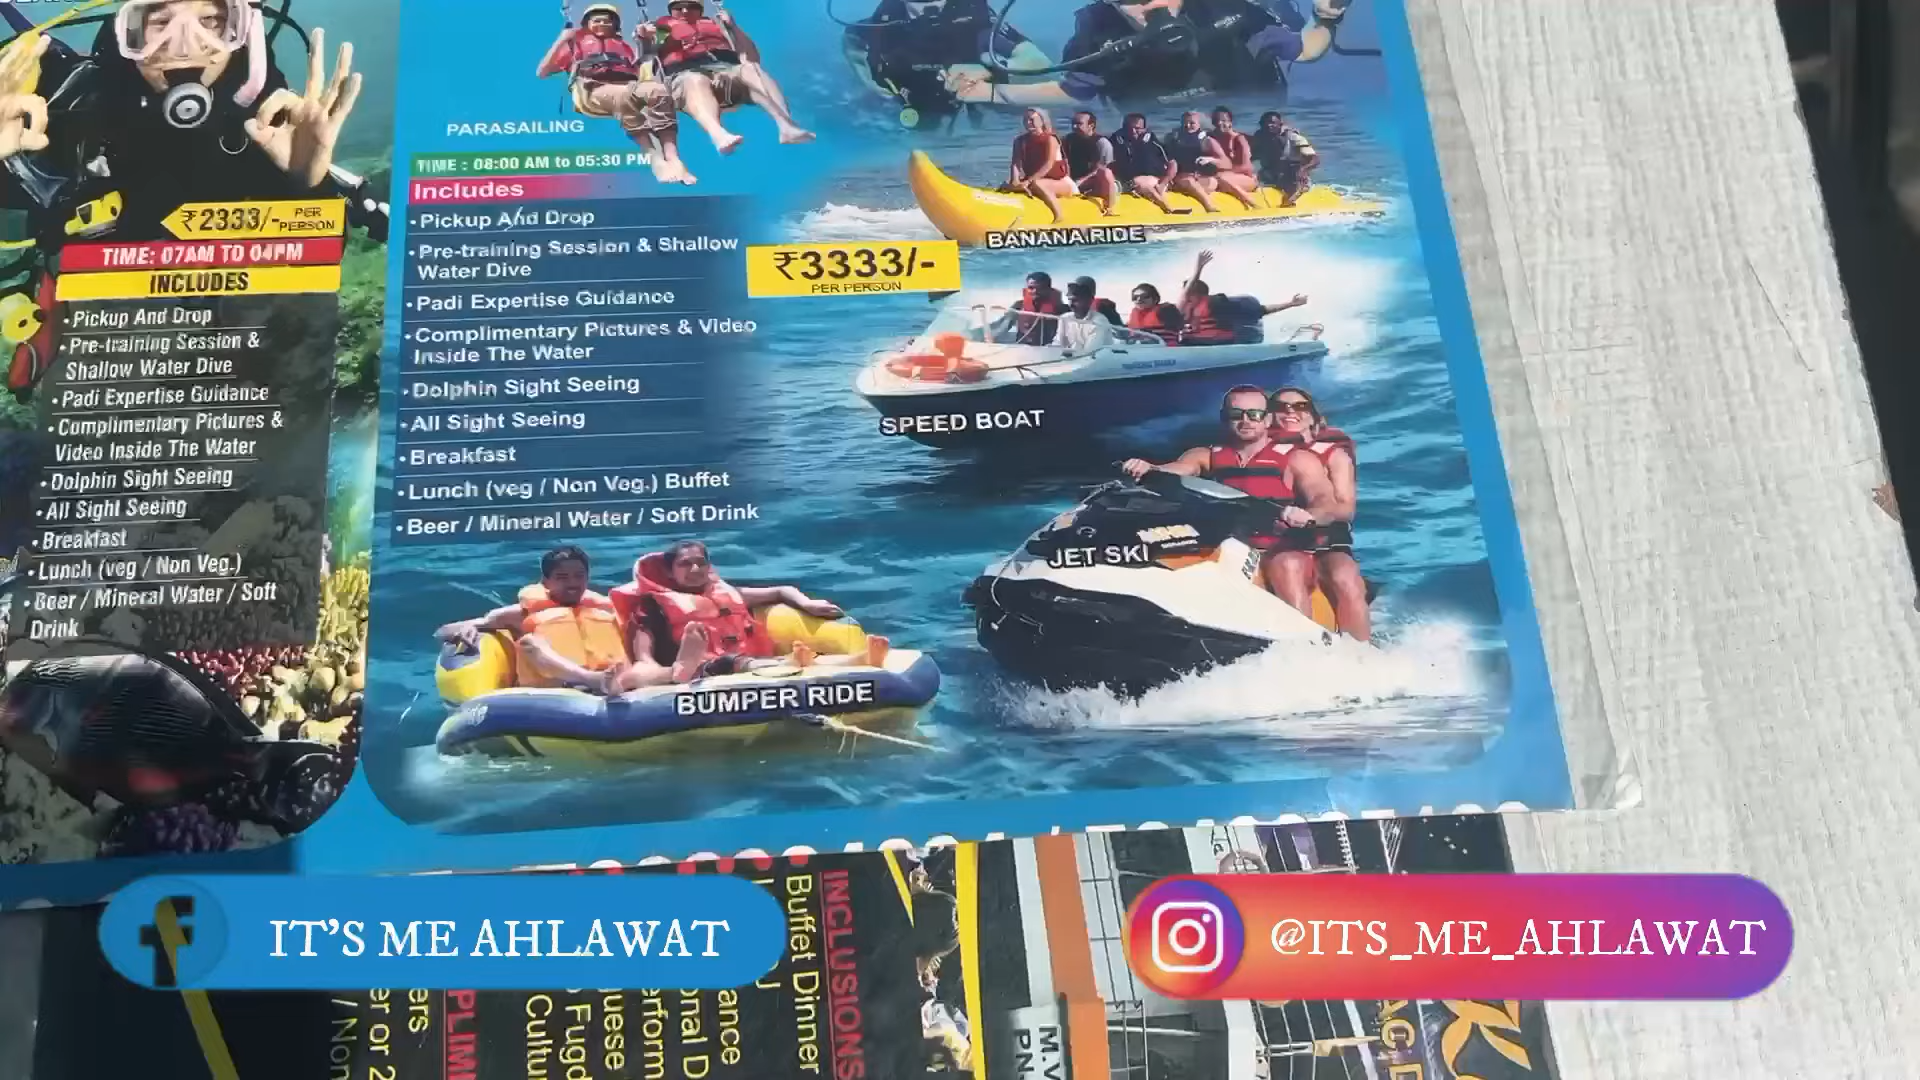 ₹2333/- PER PERSON
TIME: 07AM TO 04PM
INCLUDES
•Pickup And Drop
•Pre-training Session &
Shallow Water Dive
•Padi Expertise Guidance
•Complimentary Pictures &
Video Inside The Water
•Dolphin Sight Seeing
•All Sight Seeing
•Breakfast
•Lunch (veg / Non Veg.)
•Beer / Mineral Water / Soft
Drink
PARASAILING
TIME : 08:00 AM to 05:30 PM
Includes
•Pickup And Drop
•Pre-training Session & Shallow
Water Dive
•Padi Expertise Guidance
•Complimentary Pictures & Video
Inside The Water
•Dolphin Sight Seeing
•All Sight Seeing
•Breakfast
•Lunch (veg / Non Veg.) Buffet
•Beer / Mineral Water / Soft Drink
₹3333/-
PER PERSON
BANANA RIDE
SPEED BOAT
JET SKI
BUMPER RIDE
INCLUSIONS
Buffet Dinner
IT'S ME AHLAWAT
@ITS_ME_AHLAWAT